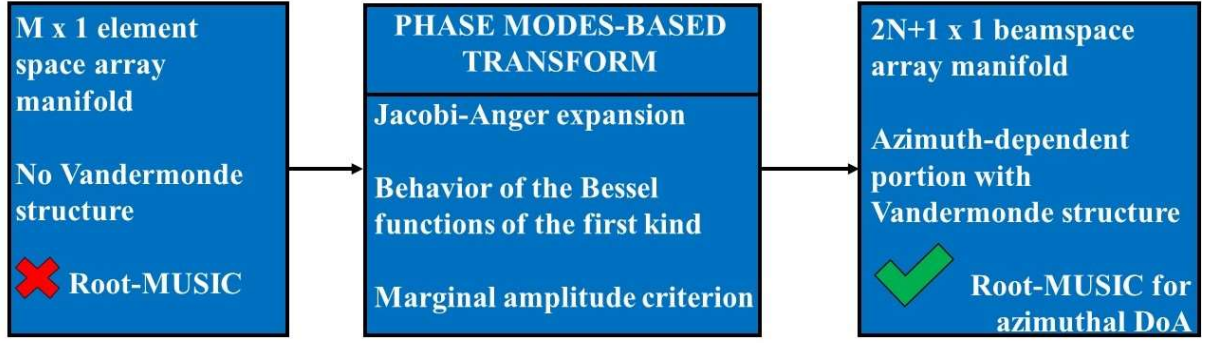 M x 1 element
space array
manifold
No Vandermonde
structure
Root-MUSIC
PHASE MODES-BASED
TRANSFORM
Jacobi-Anger expansion
Behavior of the Bessel
functions of the first kind
Marginal amplitude criterion
2N+1 x 1 beamspace
array manifold
Azimuth-dependent
portion with
Vandermonde structure
Root-MUSIC for
azimuthal DoA